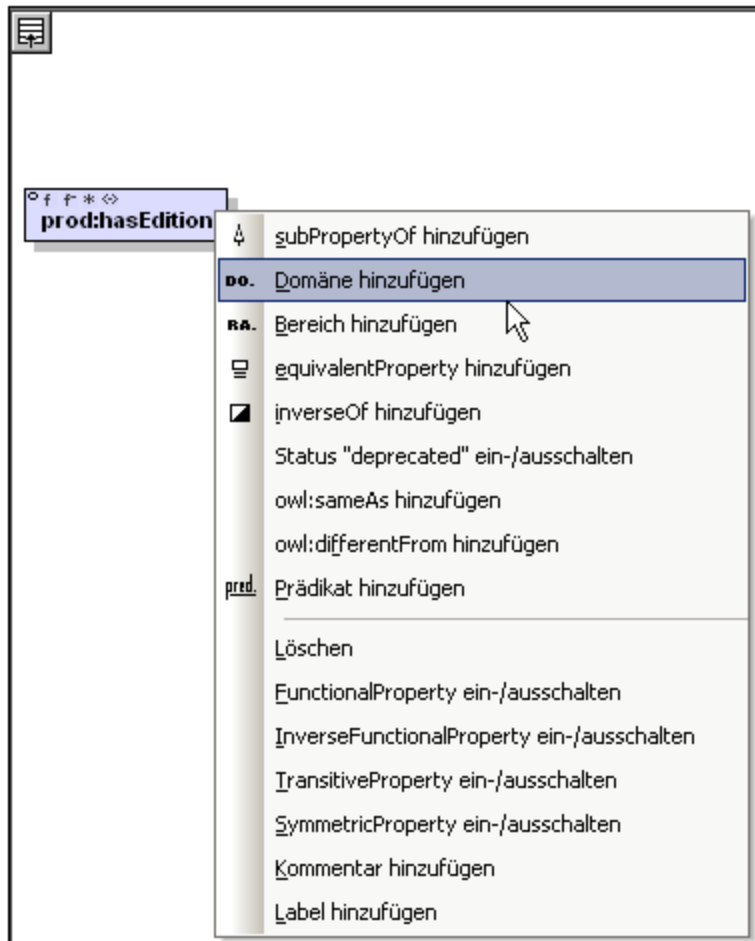 f f- *
prod:hasEdition
subPropertyOf hinzufügen
DO. Domäne hinzufügen
RA. Bereich hinzufügen
equivalentProperty hinzufügen
inverseOf hinzufügen
Status "deprecated" ein-/ausschalten
owl:sameAs hinzufügen
owl:differentFrom hinzufügen
pred. Prädikat hinzufügen
Löschen
FunctionalProperty ein-/ausschalten
InverseFunctionalProperty ein-/ausschalten
TransitiveProperty ein-/ausschalten
SymmetricProperty ein-/ausschalten
Kommentar hinzufügen
Label hinzufügen